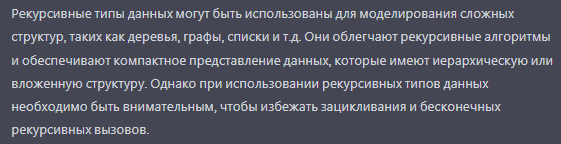 Рекурсивные типы данных могут быть использованы для моделирования сложных
структур, таких как деревья, графы, списки и т.д. Они облегчают рекурсивные алгоритмы
и обеспечивают компактное представление данных, которые имеют иерархическую или
вложенную структуру. Однако при использовании рекурсивных типов данных
необходимо быть внимательным, чтобы избежать зацикливания и бесконечных
рекурсивных вызовов.